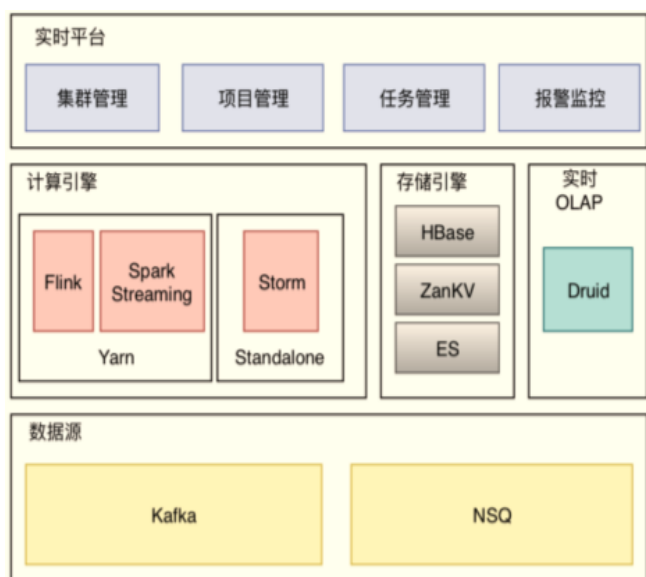 实时平台
集群管理
项目管理
任务管理
报警监控
计算引擎
Flink
Spark
Streaming
Yarn
Storm
Standalone
存储引擎
HBase
ZanKV
ES
实时
OLAP
Druid
数据源
Kafka
NSQ